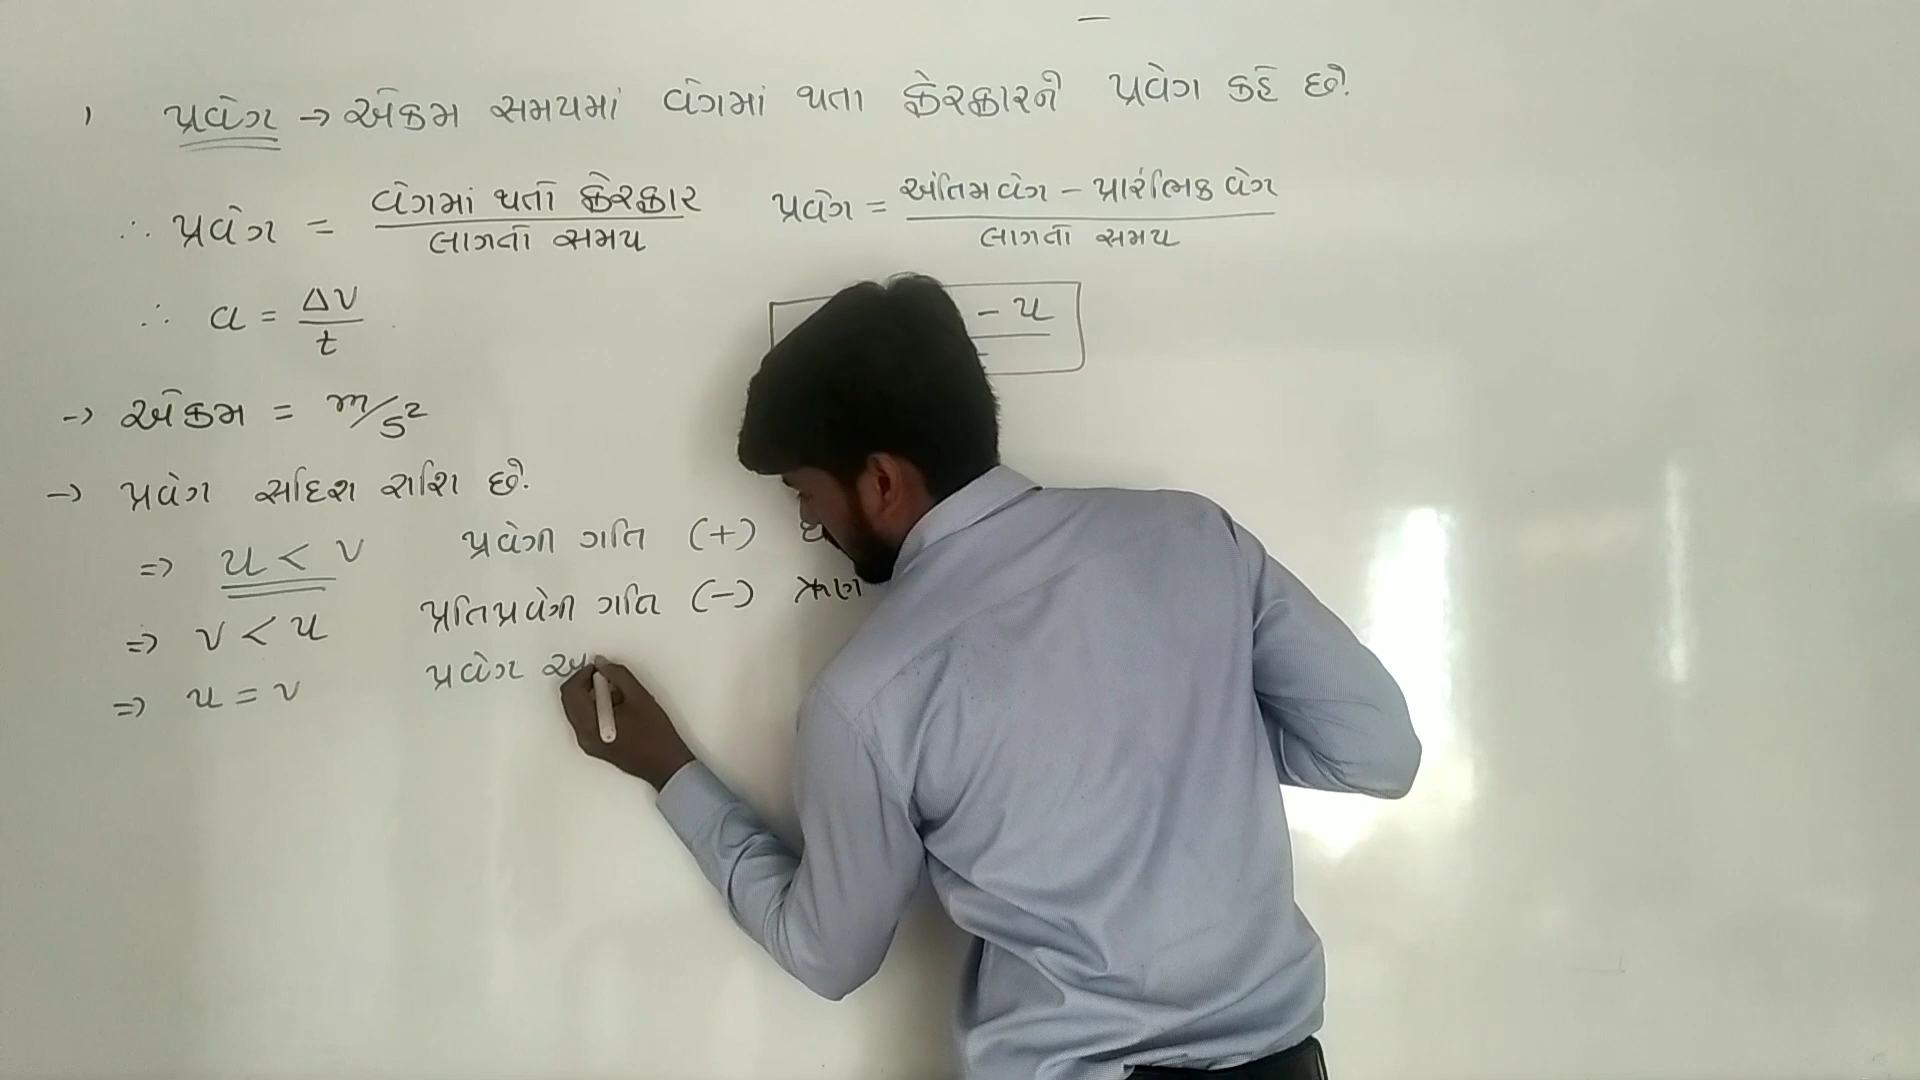 પ્રવેગ → એકમ સમયમાં વેગમાં થતા ફેરફારને પ્રવેગ કહે છે.
∴ પ્રવેગ = વેગમાં થતો ફેરફાર / લાગતો સમય
પ્રવેગ = અંતિમવેગ - પ્રારંભિક વેગ / લાગતો સમય
∴ a = Δv / t
- u
→ એકમ = m/s²
→ પ્રવેગ સદિશ રાશિ છે.
⇒ u < v પ્રવેગી ગતિ (+)
⇒ v < u પ્રતિપ્રવેગી ગતિ (-) ઋણ
⇒ u = v પ્રવેગ